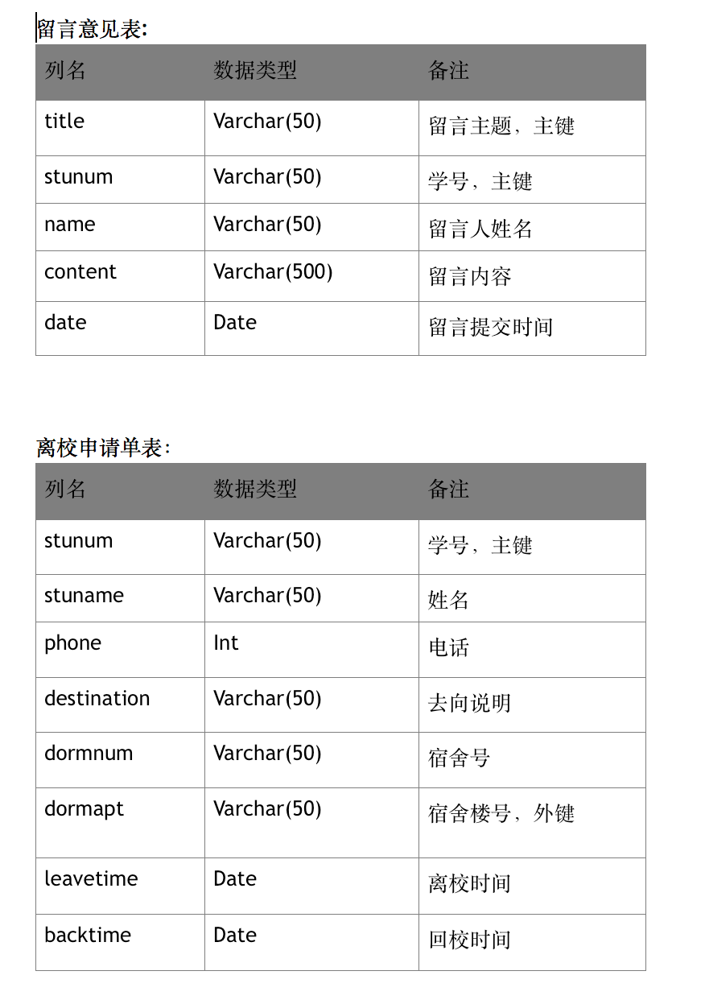 留言意见表:
列名 数据类型 备注
title Varchar(50) 留言主题，主键
stunum Varchar(50) 学号，主键
name Varchar(50) 留言人姓名
content Varchar(500) 留言内容
date Date 留言提交时间
离校申请单表：
列名 数据类型 备注
stunum Varchar(50) 学号，主键
stuname Varchar(50) 姓名
phone Int 电话
destination Varchar(50) 去向说明
dormnum Varchar(50) 宿舍号
dormapt Varchar(50) 宿舍楼号，外键
leavetime Date 离校时间
backtime Date 回校时间